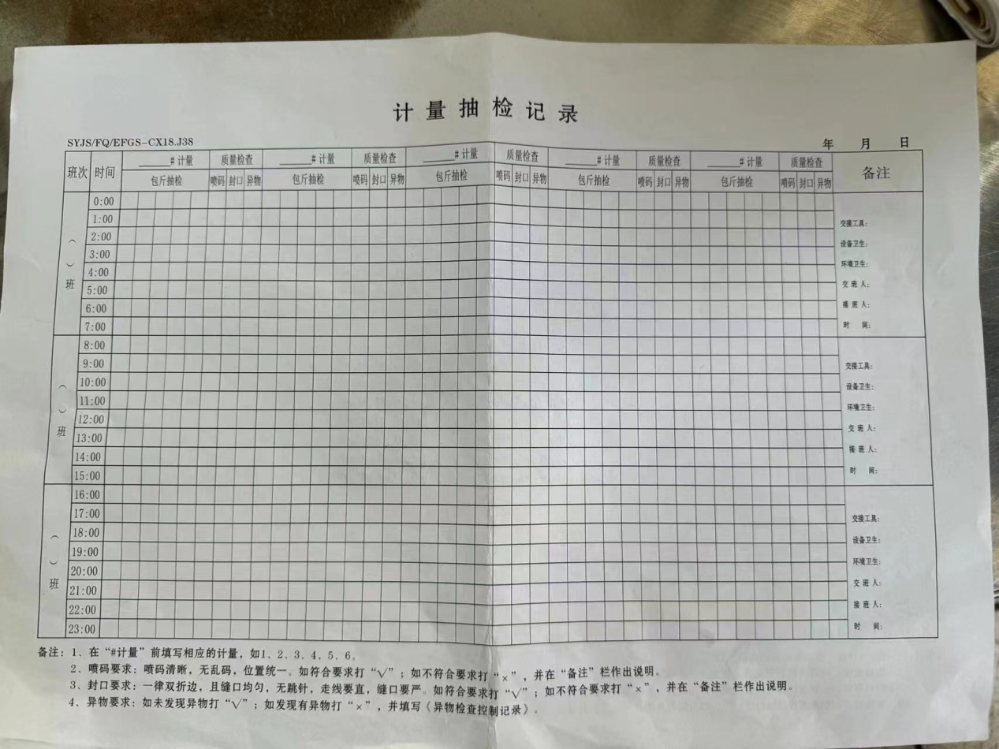 计量抽检记录
SYJS/FQ/EFGS-CX18.J38
年 月 日
班次 时间 ______#计量 质量检查 ______#计量 质量检查 ______#计量 质量检查 ______#计量 质量检查 ______#计量 质量检查 备注
包斤抽检 喷码 封口 异物 包斤抽检 喷码 封口 异物 包斤抽检 喷码 封口 异物 包斤抽检 喷码 封口 异物 包斤抽检 喷码 封口 异物
( )班
0:00
1:00
2:00
3:00
4:00
5:00
6:00
7:00
交接工具:
设备卫生:
环境卫生:
交班人:
接班人:
时 间:
( )班
8:00
9:00
10:00
11:00
12:00
13:00
14:00
15:00
交接工具:
设备卫生:
环境卫生:
交班人:
接班人:
时 间:
( )班
16:00
17:00
18:00
19:00
20:00
21:00
22:00
23:00
交接工具:
设备卫生:
环境卫生:
交班人:
接班人:
时 间:
备注：1、在“#计量”前填写相应的计量，如1、2、3、4、5、6。
2、喷码要求：喷码清晰，无乱码，位置统一。如符合要求打“√”；如不符合要求打“×”，并在“备注”栏作出说明。
3、封口要求：一律双折边，且缝口均匀，无跳针，走线要直，缝口要严。如符合要求打“√”；如不符合要求打“×”，并在“备注”栏作出说明。
4、异物要求：如未发现异物打“√”；如发现有异物打“×”，并填写《异物检查控制记录》。